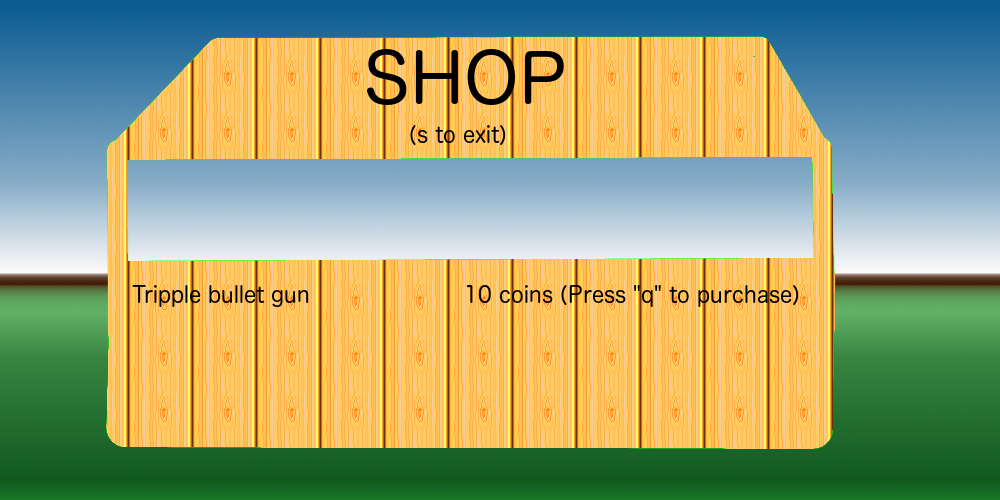 SHOP
(s to exit)
Tripple bullet gun
10 coins (Press "q" to purchase)